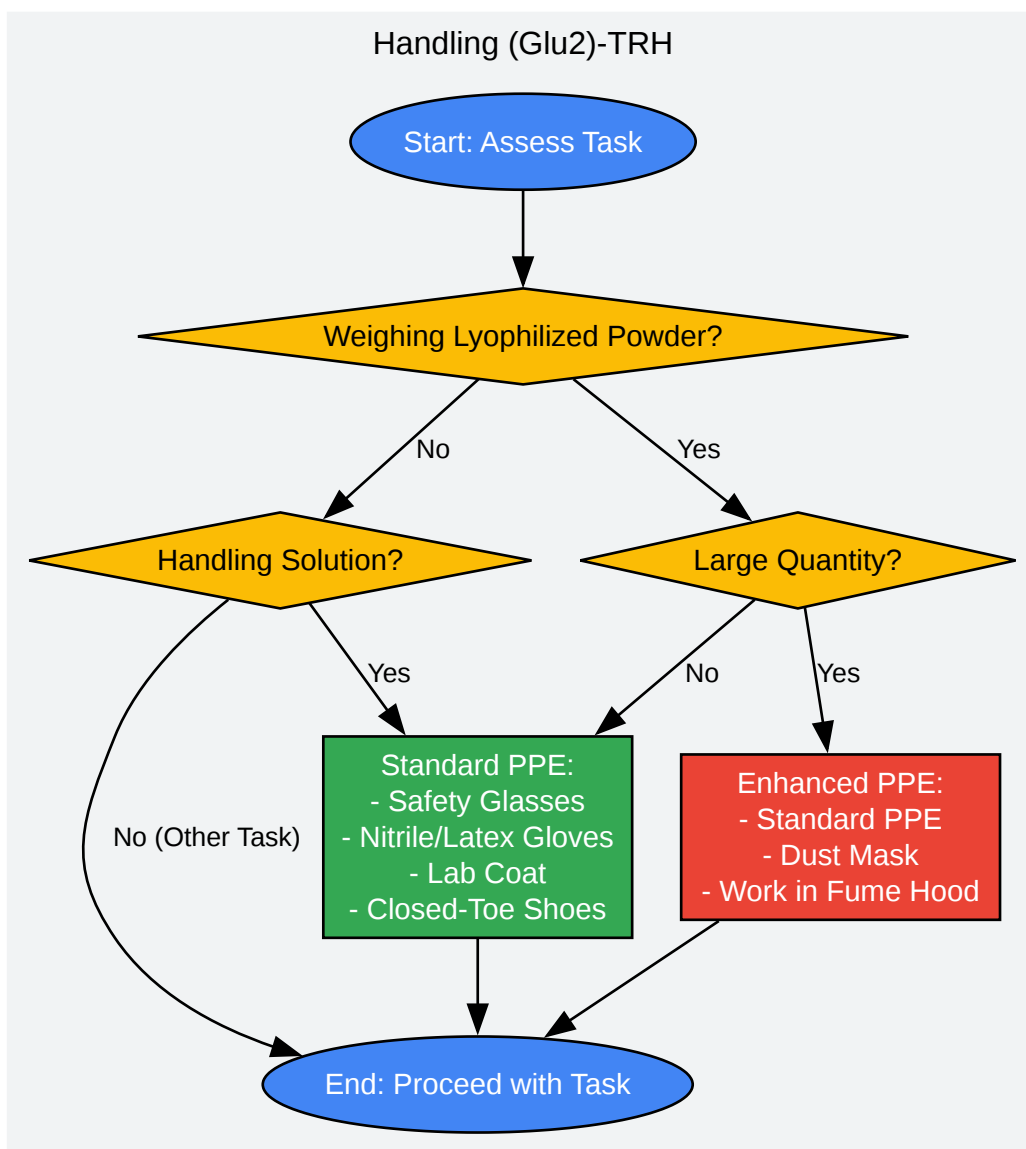 Handling (Glu2)-TRH
Start: Assess Task
Weighing Lyophilized Powder?
No
Yes
Handling Solution?
Large Quantity?
Yes
No
Yes
No (Other Task)
Standard PPE:
- Safety Glasses
- Nitrile/Latex Gloves
- Lab Coat
- Closed-Toe Shoes
Enhanced PPE:
- Standard PPE
- Dust Mask
- Work in Fume Hood
End: Proceed with Task